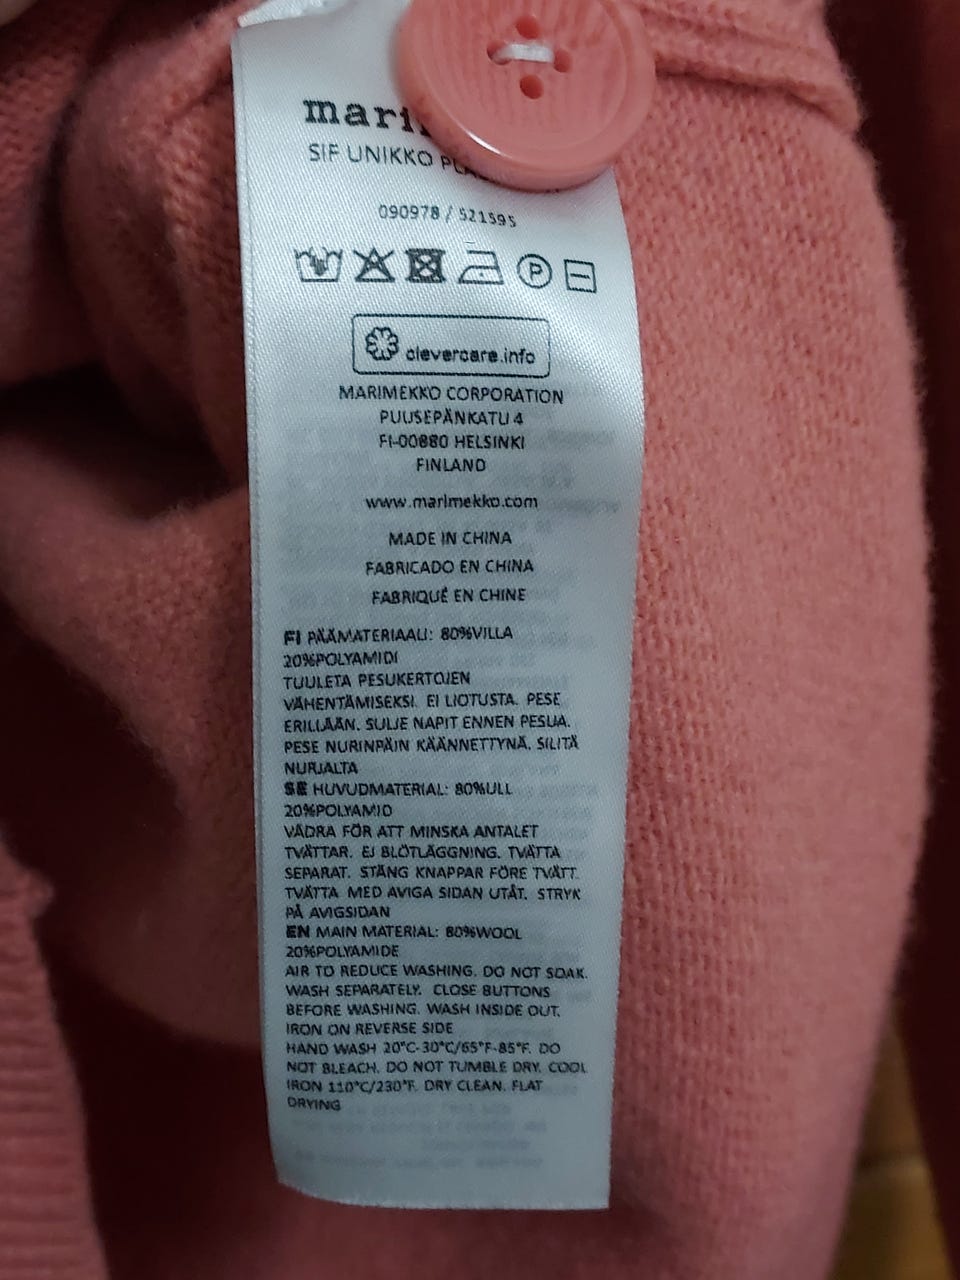 mari
SIF UNIKKO
090978 / 521595
P
clevercare.info
MARIMEKKO CORPORATION
PUUSEPÄNKATU 4
FI-00880 HELSINKI
FINLAND
www.marimekko.com
MADE IN CHINA
FABRICADO EN CHINA
FABRIQUÉ EN CHINE
FI PÄÄMATERIAALI: 80%VILLA
20%POLYAMIDI
TUULETA PESUKERTOJEN
VÄHENTÄMISEKSI. EI LIOTUSTA. PESE
ERILLÄÄN. SULJE NAPIT ENNEN PESUA.
PESE NURINPÄIN KÄÄNNETTYNÄ. SILITÄ
NURJALTA
SE HUVUDMATERIAL: 80%ULL
20%POLYAMID
VÄDRA FÖR ATT MINSKA ANTALET
TVÄTTAR. EJ BLÖTLÄGGNING. TVÄTTA
SEPARAT. STÄNG KNAPPAR FÖRE TVÄTT.
TVÄTTA MED AVIGA SIDAN UTÅT. STRYK
PÅ AVIGSIDAN
EN MAIN MATERIAL: 80%WOOL
20%POLYAMIDE
AIR TO REDUCE WASHING. DO NOT SOAK.
WASH SEPARATELY. CLOSE BUTTONS
BEFORE WASHING. WASH INSIDE OUT.
IRON ON REVERSE SIDE
HAND WASH 20°C-30°C/65°F-85°F. DO
NOT BLEACH. DO NOT TUMBLE DRY. COOL
IRON 110°C/230°F. DRY CLEAN. FLAT
DRYING